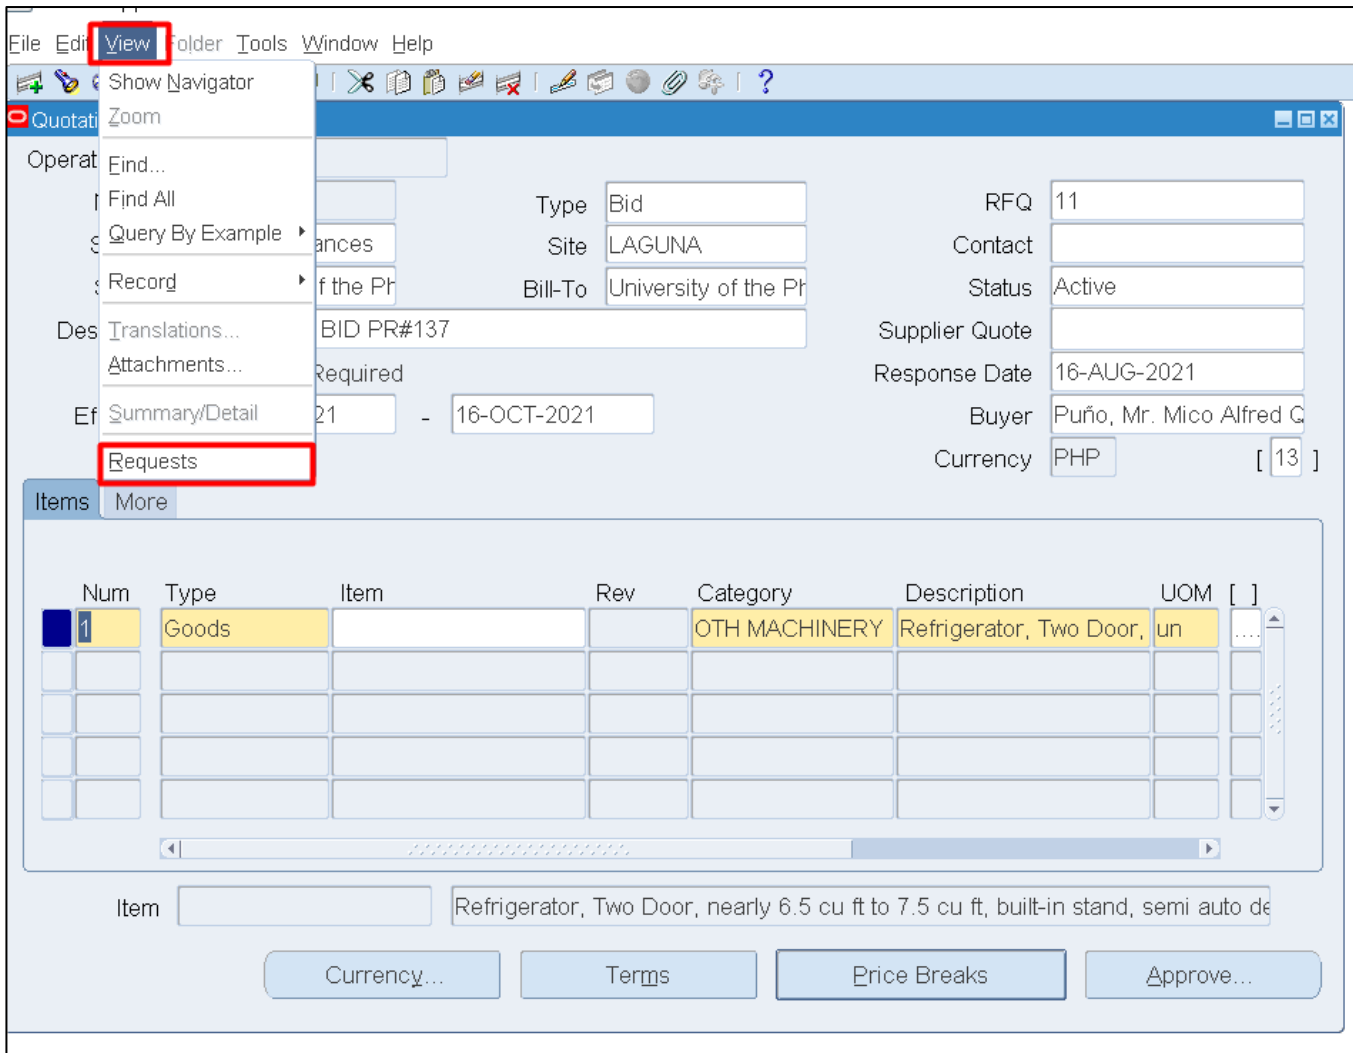 File Edit View Folder Tools Window Help
Show Navigator
Zoom
Find...
Find All
Query By Example
Record
Translations...
Attachments...
Summary/Detail
Requests
Quotati
Operat
Type Bid RFQ 11
ances Site LAGUNA Contact
f the Ph Bill-To University of the Ph Status Active
Des BID PR#137 Supplier Quote
Required Response Date 16-AUG-2021
Ef 21 - 16-OCT-2021 Buyer Puño, Mr. Mico Alfred Q
Currency PHP [ 13 ]
Items More
Num Type Item Rev Category Description UOM [ ]
1 Goods OTH MACHINERY Refrigerator, Two Door, un ....
Item Refrigerator, Two Door, nearly 6.5 cu ft to 7.5 cu ft, built-in stand, semi auto de
Currency... Terms Price Breaks Approve...